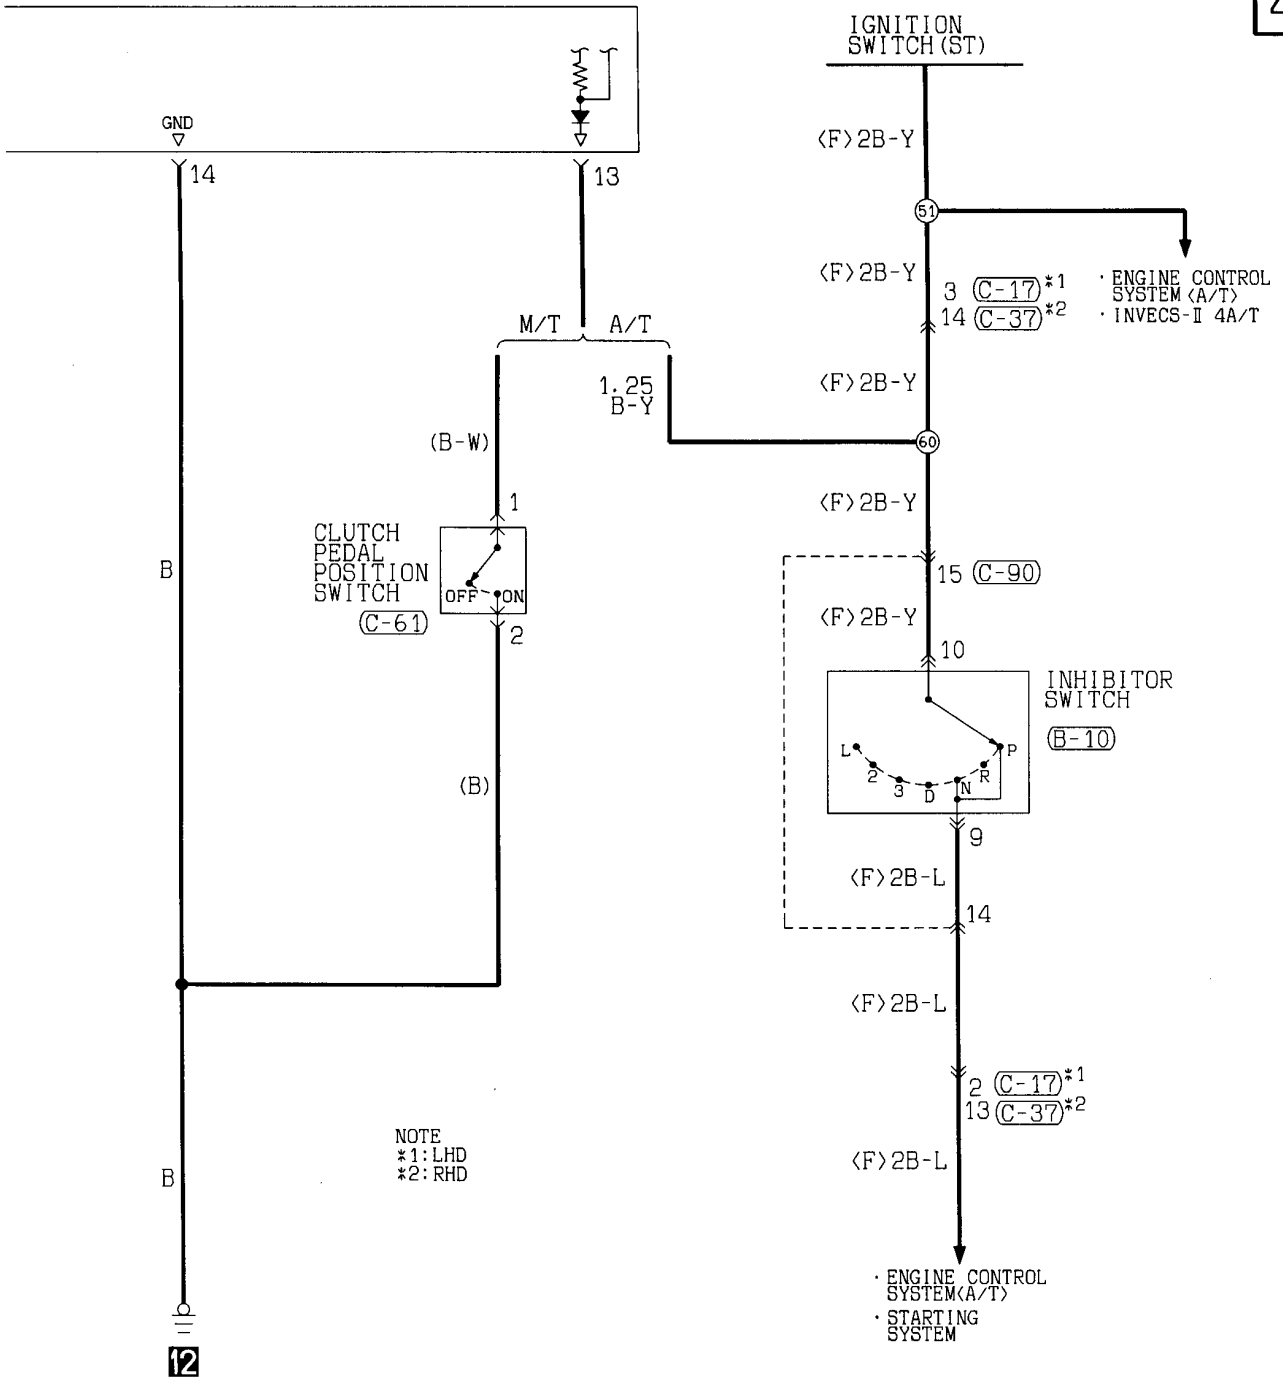 IGNITION
SWITCH(ST)
GND
14
13
<F>2B-Y
51
<F>2B-Y
3 (C-17)*1
14 (C-37)*2
· ENGINE CONTROL
SYSTEM<A/T>
· INVECS-II 4A/T
M/T
A/T
1.25
B-Y
<F>2B-Y
(B-W)
60
<F>2B-Y
1
CLUTCH
PEDAL
POSITION
SWITCH
(C-61)
OFF
ON
2
B
15 (C-90)
<F>2B-Y
10
INHIBITOR
SWITCH
(B-10)
L
2
3
D
N
R
P
9
(B)
<F>2B-L
14
<F>2B-L
2 (C-17)*1
13 (C-37)*2
NOTE
*1:LHD
*2:RHD
B
<F>2B-L
· ENGINE CONTROL
SYSTEM<A/T>
· STARTING
SYSTEM
12